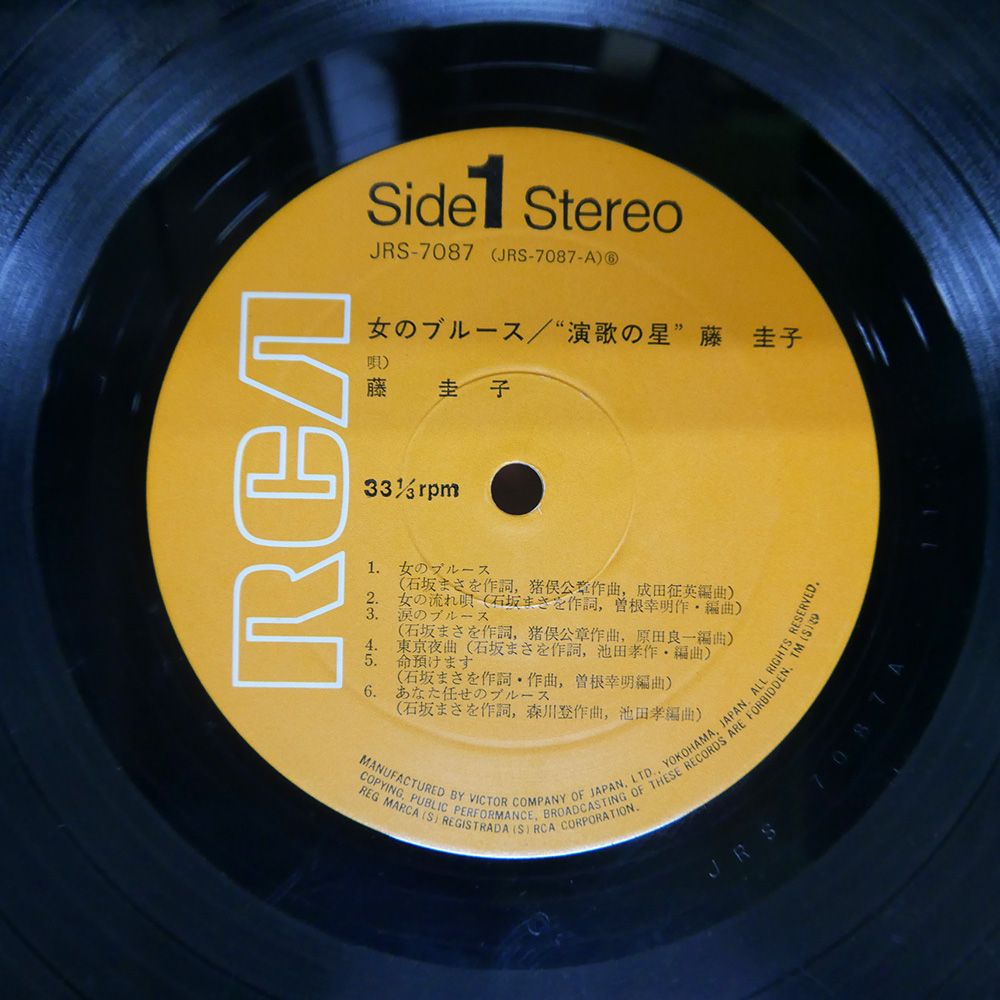 Side 1 Stereo
JRS-7087 (JRS-7087-A)⑥
RCA
女のブルース／“演歌の星” 藤 圭子
唄）
藤 圭 子
33 1/3 rpm
1. 女のブルース
(石坂まさを作詞, 猪俣公章作曲, 成田征英編曲)
2. 女の流れ唄 (石坂まさを作詞, 曽根幸明作・編曲)
3. 涙のブルース
(石坂まさを作詞, 猪俣公章作曲, 原田良一編曲)
4. 東京夜曲 (石坂まさを作詞, 池田孝作・編曲)
5. 命預けます
(石坂まさを作詞・作曲, 曽根幸明編曲)
6. あなた任せのブルース
(石坂まさを作詞, 森川登作曲, 池田孝編曲)
MANUFACTURED BY VICTOR COMPANY OF JAPAN, LTD., YOKOHAMA, JAPAN. ALL RIGHTS RESERVED.
COPYING, PUBLIC PERFORMANCE, BROADCASTING OF THESE RECORDS ARE FORBIDDEN. TM(S)®
REG MARCA(S) REGISTRADA(S) RCA CORPORATION.
JRS 7087 A